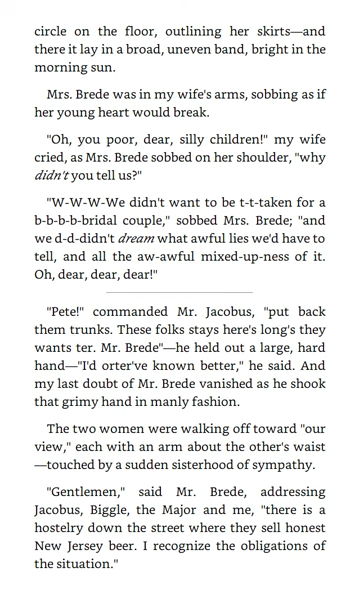 circle on the floor, outlining her skirts—and
there it lay in a broad, uneven band, bright in the
morning sun.
Mrs. Brede was in my wife's arms, sobbing as if
her young heart would break.
"Oh, you poor, dear, silly children!" my wife
cried, as Mrs. Brede sobbed on her shoulder, "why
didn't you tell us?"
"W-W-W-We didn't want to be t-t-taken for a
b-b-b-b-bridal couple," sobbed Mrs. Brede; "and
we d-d-didn't dream what awful lies we'd have to
tell, and all the aw-awful mixed-up-ness of it.
Oh, dear, dear, dear!"
"Pete!" commanded Mr. Jacobus, "put back
them trunks. These folks stays here's long's they
wants ter. Mr. Brede"—he held out a large, hard
hand—"I'd orter've known better," he said. And
my last doubt of Mr. Brede vanished as he shook
that grimy hand in manly fashion.
The two women were walking off toward "our
view," each with an arm about the other's waist
—touched by a sudden sisterhood of sympathy.
"Gentlemen," said Mr. Brede, addressing
Jacobus, Biggle, the Major and me, "there is a
hostelry down the street where they sell honest
New Jersey beer. I recognize the obligations of
the situation."